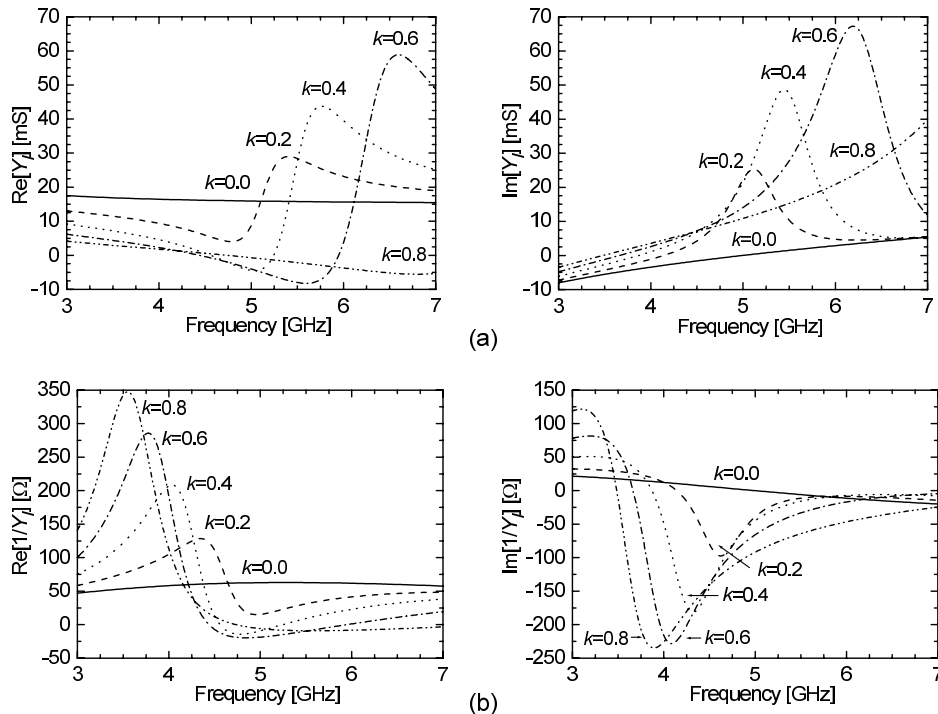 70
60
50
40
30
20
10
0
-10
Re[Yⱼ] [mS]
k=0.6
k=0.4
k=0.2
k=0.0
k=0.8
3 4 5 6 7
Frequency [GHz]
70
60
50
40
30
20
10
0
-10
Im[Yⱼ] [mS]
k=0.6
k=0.4
k=0.8
k=0.2
k=0.0
3 4 5 6 7
Frequency [GHz]
(a)
350
300
250
200
150
100
50
0
-50
Re[1/Yⱼ] [Ω]
k=0.8
k=0.6
k=0.4
k=0.2
k=0.0
3 4 5 6 7
Frequency [GHz]
150
100
50
0
-50
-100
-150
-200
-250
Im[1/Yⱼ] [Ω]
k=0.0
k=0.2
k=0.4
k=0.8
k=0.6
3 4 5 6 7
Frequency [GHz]
(b)